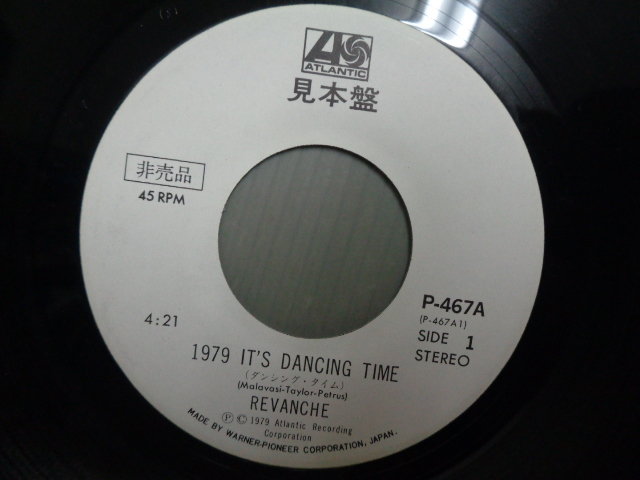 ATLANTIC
見本盤
非売品
45 RPM
P-467A
(P-467A1)
4:21
SIDE 1
STEREO
1979 IT'S DANCING TIME
(ダンシング・タイム)
(Malavasi-Taylor-Petrus)
REVANCHE
Ⓟ © 1979 Atlantic Recording
Corporation
MADE BY WARNER-PIONEER CORPORATION, JAPAN.